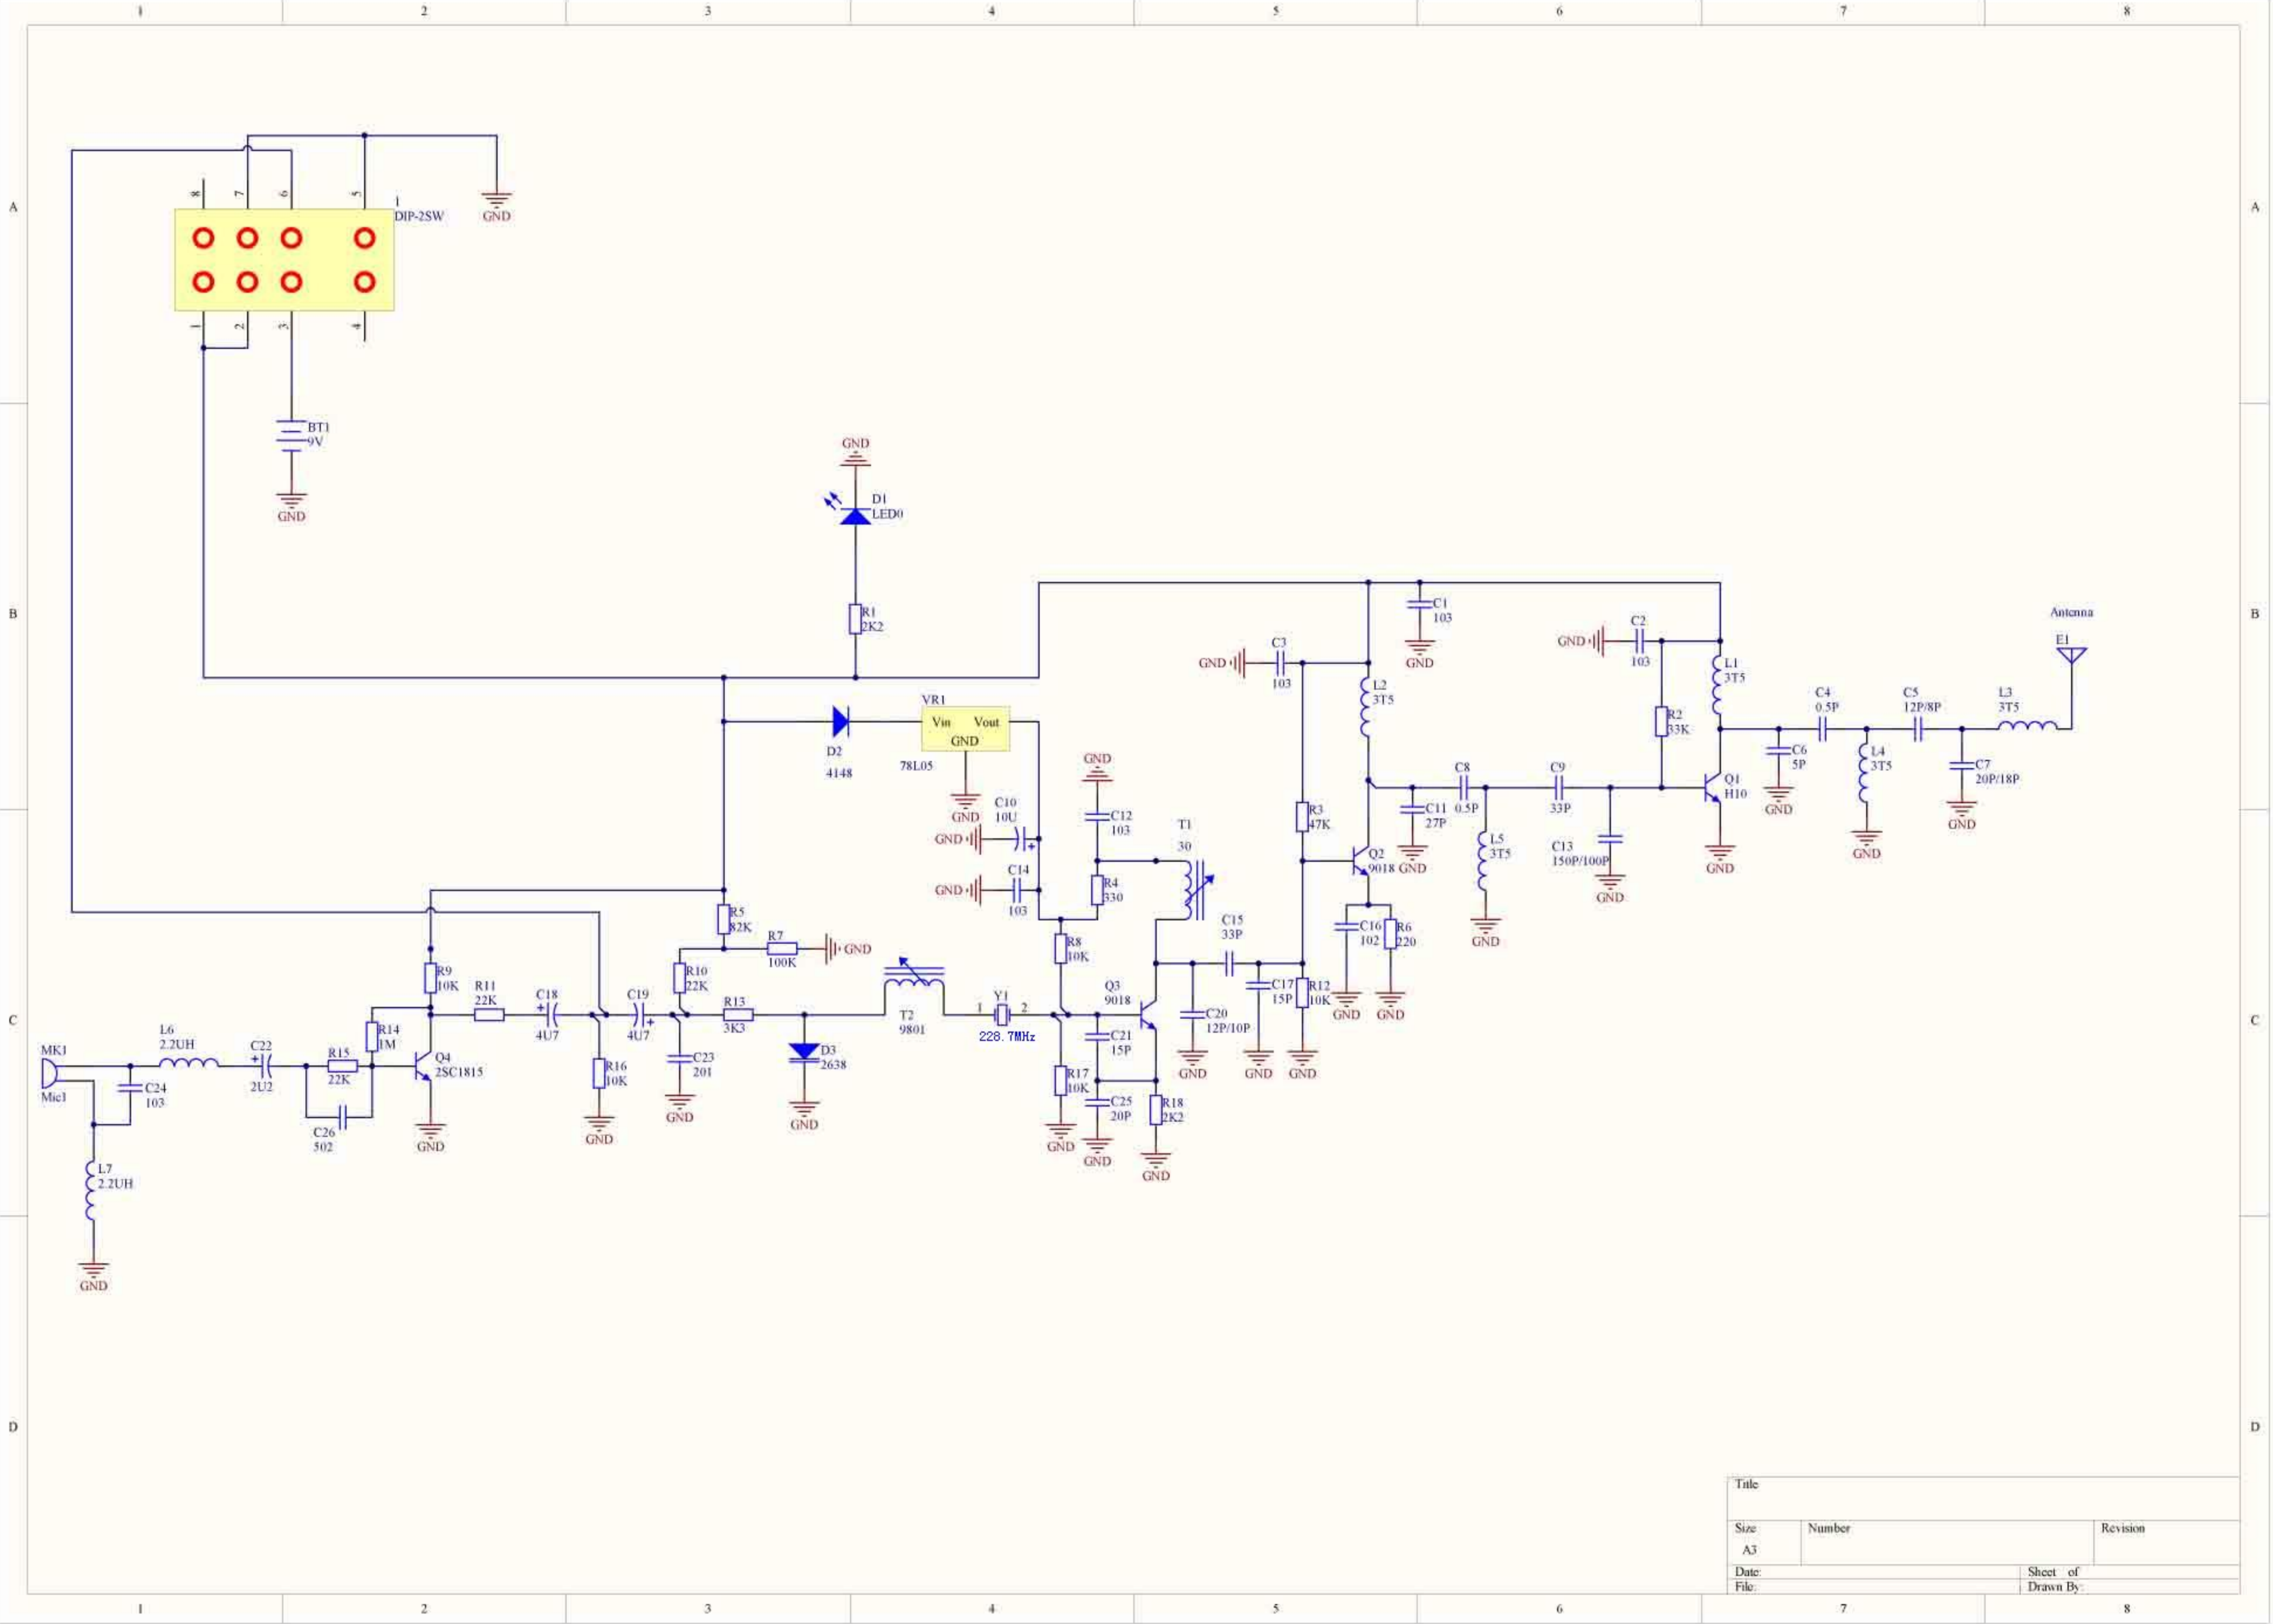 1 2 3 4 5 6 7 8
A A
8 7 6 5
1
DIP-2SW
GND
1 2 3 4
BT1
9V
GND
GND
D1
LED0
B B
R1
2K2
C1
103
GND
C2
GND
103
C3
GND
103
L1
3T5
L2
3T5
R2
33K
Antenna
E1
C4
0.5P
C5
12P/8P
L3
3T5
VR1
Vin Vout
GND
78L05
GND
D2
4148
C6
5P
GND
L4
3T5
GND
C7
20P/18P
GND
Q1
H10
GND
C8
0.5P
C9
33P
C11
27P
GND
L5
3T5
GND
C13
150P/100P
GND
C10
10U
GND
C14
GND
103
GND
C12
103
T1
30
R4
330
R3
47K
Q2
9018
C16
102
R6
220
GND GND
R5
82K
R7
100K
GND
R8
10K
C15
33P
C C
R9
10K
R11
22K
C18
4U7
C19
4U7
R10
22K
R13
3K3
T2
9801
1 Y1 2
228.7MHz
Q3
9018
C17
15P
R12
10K
C20
12P/10P
GND GND GND
MK1
Mic1
L6
2.2UH
C22
2U2
R15
22K
R14
1M
Q4
2SC1815
GND
C24
103
C26
502
R16
10K
GND
C23
201
GND
D3
2638
GND
R17
10K
GND
C21
15P
C25
20P
GND
R18
2K2
GND
L7
2.2UH
GND
D D
Title
Size Number Revision
A3
Date: Sheet of
File: Drawn By:
1 2 3 4 5 6 7 8